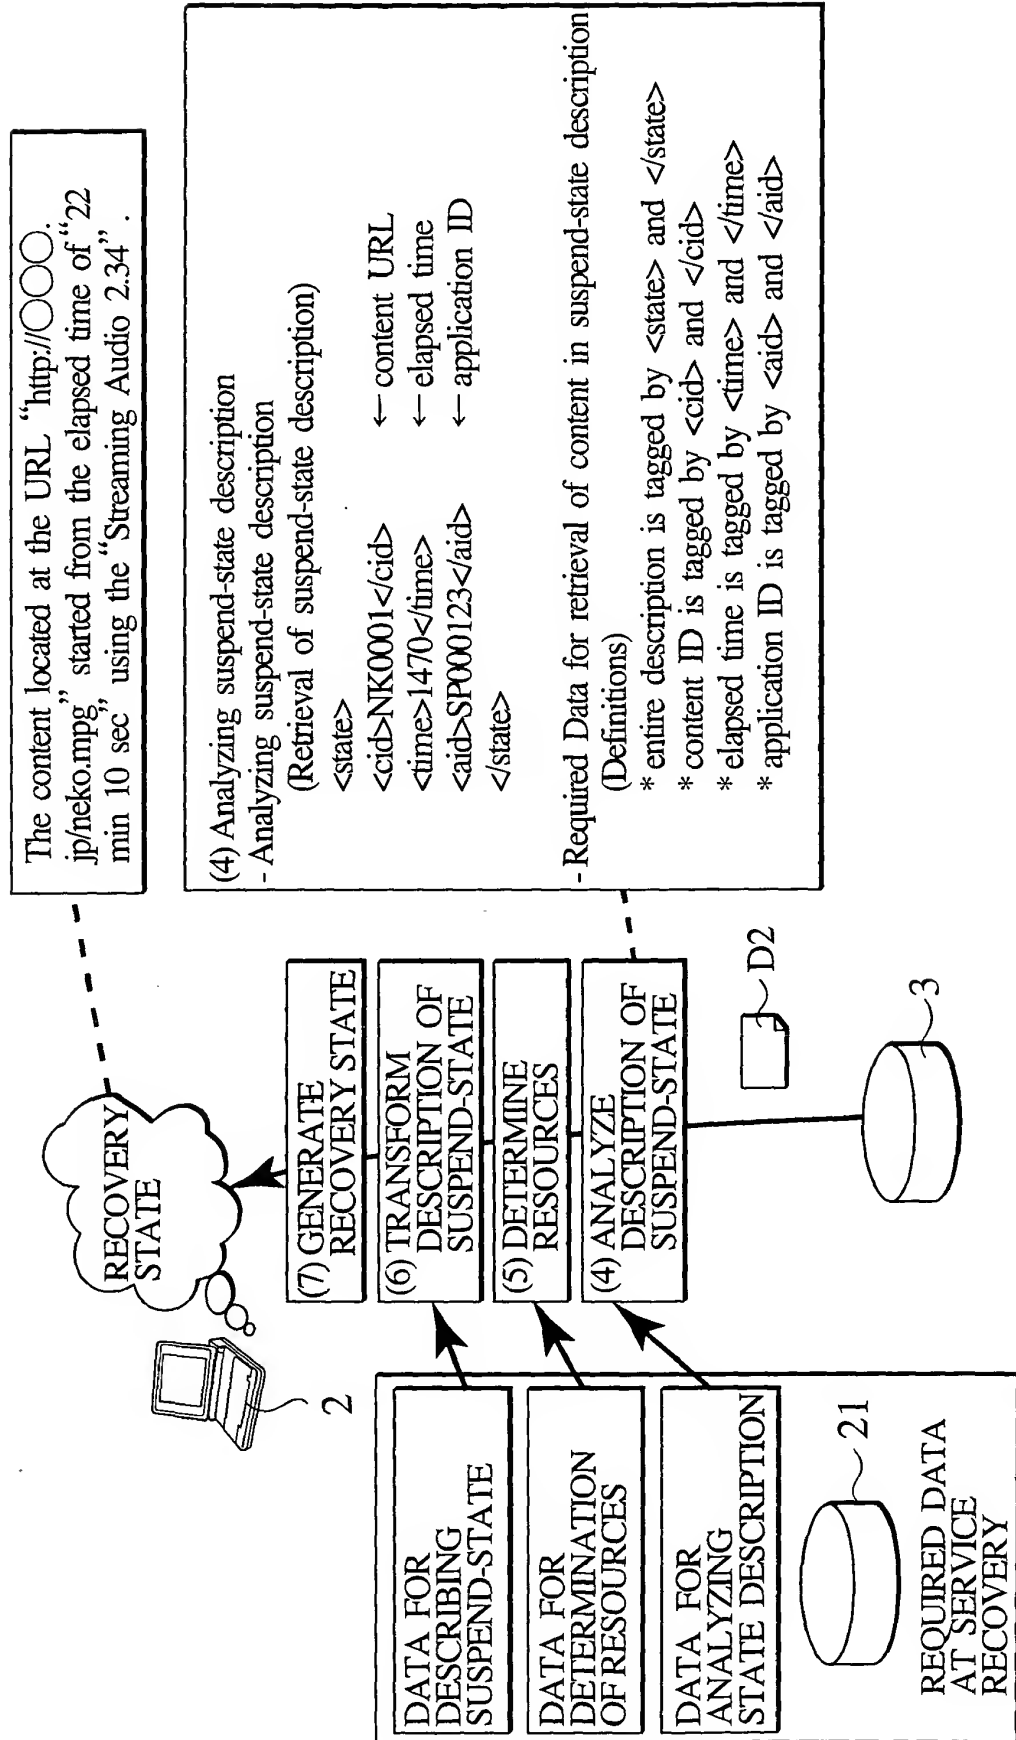 The content located at the URL “http://○○○.
jp/neko.mpg” started from the elapsed time of “22
min 10 sec” using the “Streaming Audio 2.34”.
RECOVERY
STATE
2
(7) GENERATE
RECOVERY STATE
(6) TRANSFORM
DESCRIPTION OF
SUSPEND-STATE
(5) DETERMINE
RESOURCES
(4) ANALYZE
DESCRIPTION OF
SUSPEND-STATE
D2
3
(4) Analyzing suspend-state description
- Analyzing suspend-state description
(Retrieval of suspend-state description)
<state>
<cid>NK0001</cid> ← content URL
<time>1470</time> ← elapsed time
<aid>SP000123</aid> ← application ID
</state>
- Required Data for retrieval of content in suspend-state description
(Definitions)
* entire description is tagged by <state> and </state>
* content ID is tagged by <cid> and </cid>
* elapsed time is tagged by <time> and </time>
* application ID is tagged by <aid> and </aid>
DATA FOR
DESCRIBING
SUSPEND-STATE
DATA FOR
DETERMINATION
OF RESOURCES
DATA FOR
ANALYZING
STATE DESCRIPTION
21
REQUIRED DATA
AT SERVICE
RECOVERY